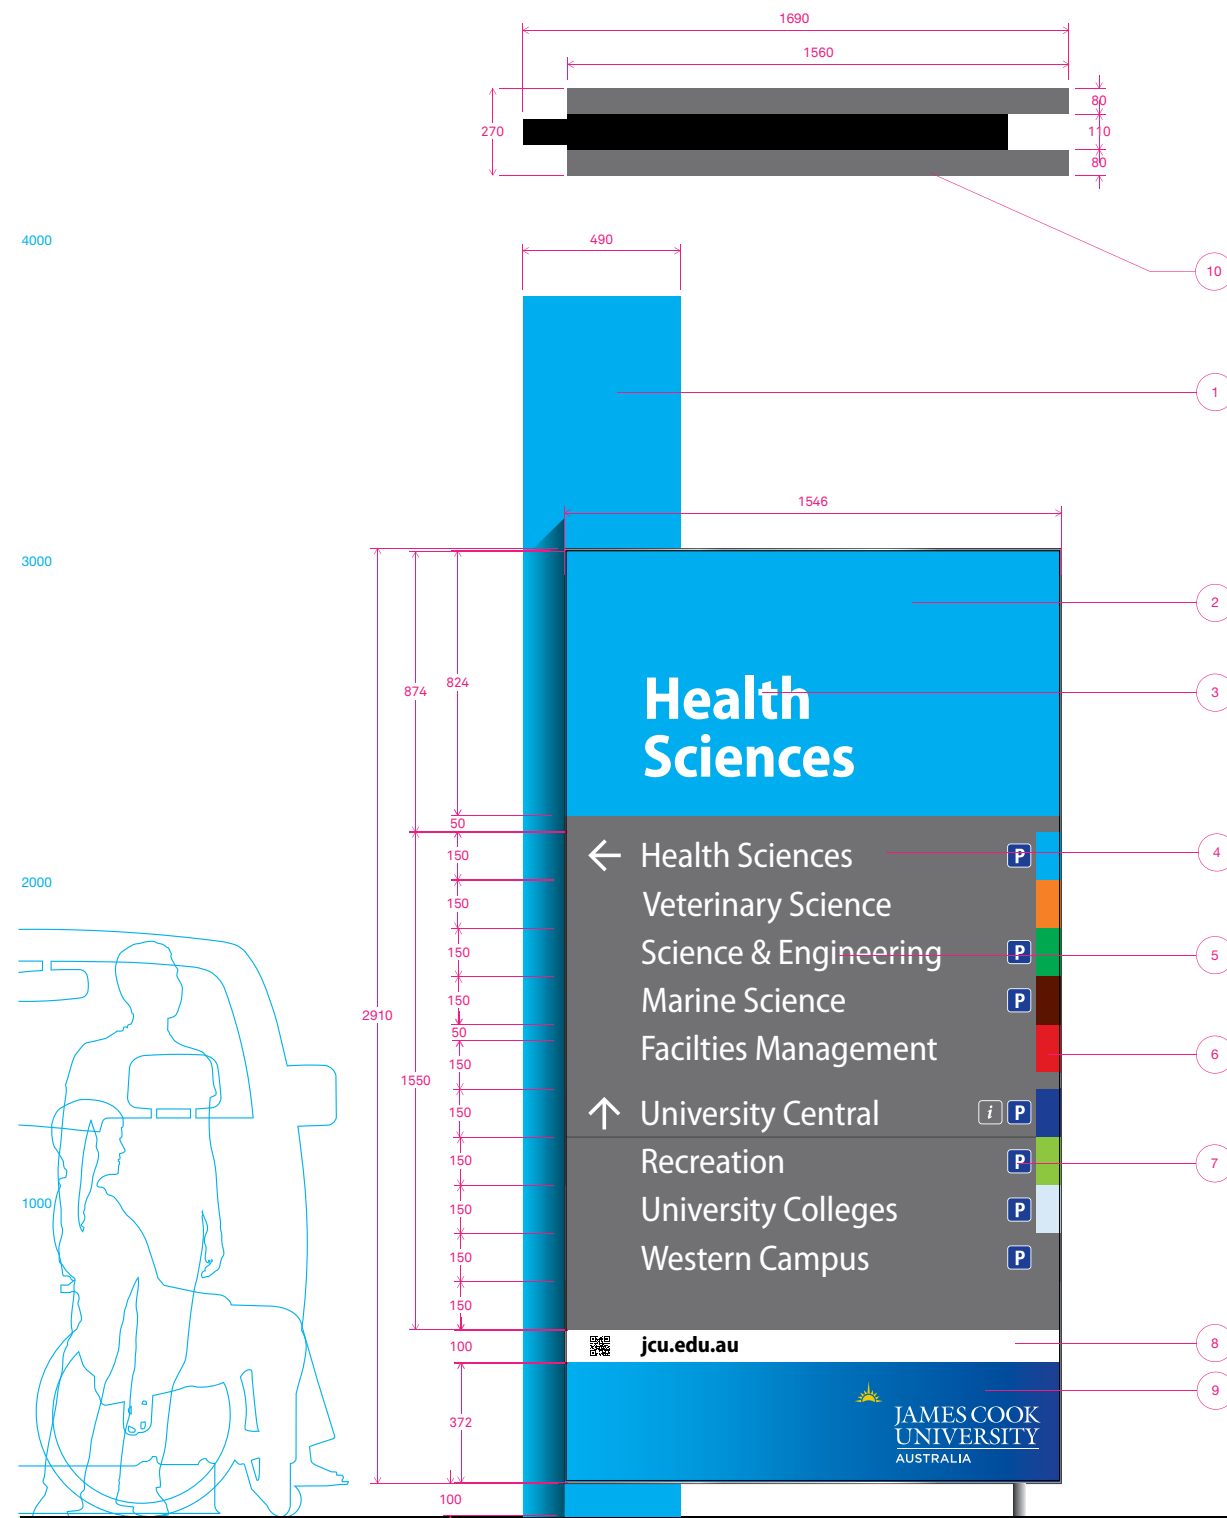 1690
1560
80
270
110
80
4000
490
10
1
1546
3000
2
874
824
Health
3
Sciences
50
150
Health Sciences
P
4
2000
150
Veterinary Science
150
Science & Engineering
P
5
150
Marine Science
P
2910
50
150
Facilties Management
6
1550
150
University Central
i
P
150
Recreation
P
7
1000
150
University Colleges
P
150
Western Campus
P
150
100
jcu.edu.au
8
9
372
JAMES COOK
UNIVERSITY
AUSTRALIA
100